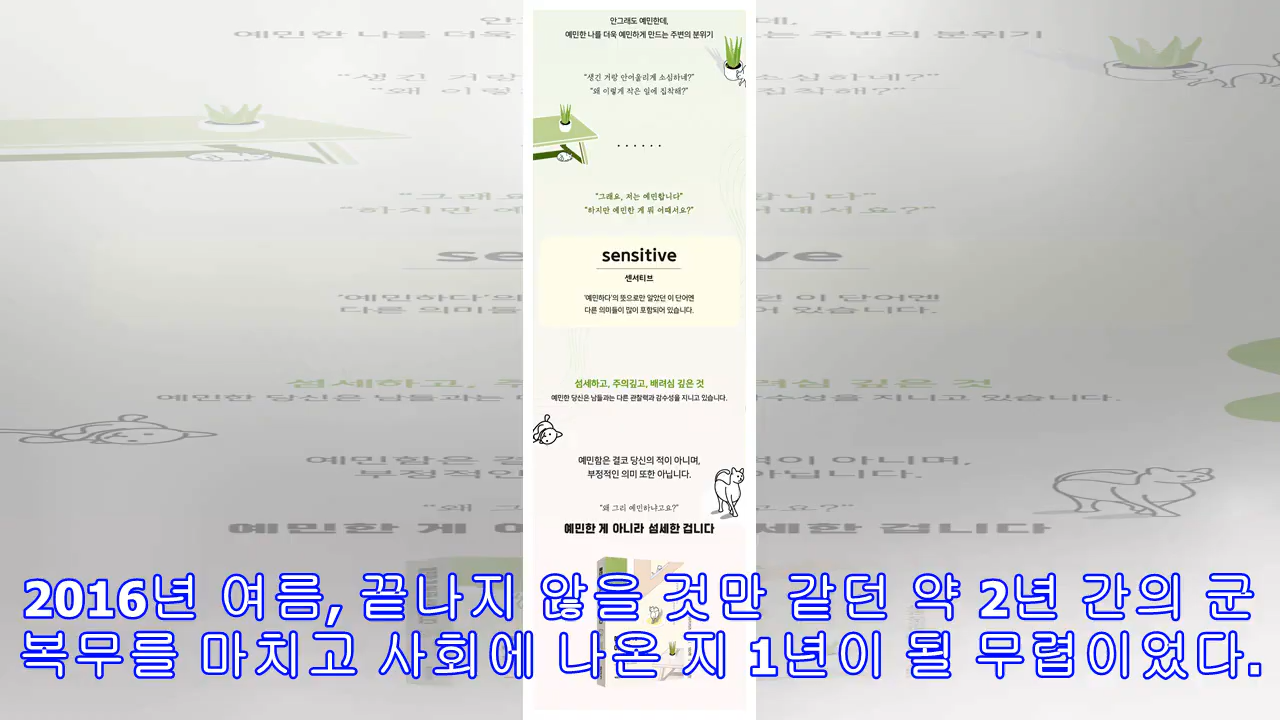 안그래도 예민한데,
예민한 나를 더욱 예민하게 만드는 주변의 분위기
“생긴 거랑 안어울리게 소심하네?”
“왜 이렇게 작은 일에 집착해?”
......
“그래요, 저는 예민합니다”
“하지만 예민한 게 뭐 어때서요?”
sensitive
센서티브
'예민하다'의 뜻으로만 알았던 이 단어엔
다른 의미들이 많이 포함되어 있습니다.
섬세하고, 주의깊고, 배려심 깊은 것
예민한 당신은 남들과는 다른 관찰력과 감수성을 지니고 있습니다.
예민함은 결코 당신의 적이 아니며,
부정적인 의미 또한 아닙니다.
“왜 그리 예민하냐고요?”
예민한 게 아니라 섬세한 겁니다
2016년 여름, 끝나지 않을 것만 같던 약 2년 간의 군
복무를 마치고 사회에 나온 지 1년이 될 무렵이었다.